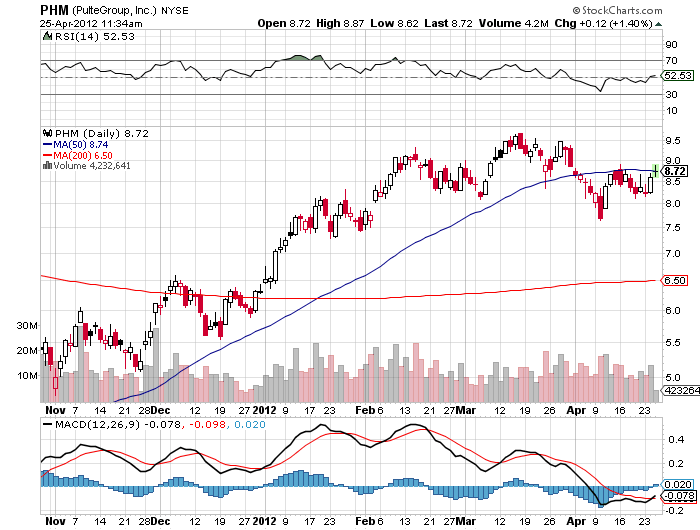 PHM (PulteGroup, Inc.) NYSE © StockCharts.com
25-Apr-2012 11:34am Open 8.72 High 8.87 Low 8.62 Last 8.72 Volume 4.2M Chg +0.12 (+1.40%)
RSI(14) 52.53
90
70
52.53
30
10
PHM (Daily) 8.72
MA(50) 8.74
MA(200) 6.50
Volume 4,232,641
9.5
9.0
8.72
8.5
8.0
7.5
7.0
6.50
6.0
5.5
5.0
30M
20M
10M
423264
Nov 7 14 21 28 Dec 12 19 27 2012 9 17 23 Feb 6 13 21 27 Mar 12 19 26 Apr 9 16 23
MACD(12,26,9) -0.078, -0.098, 0.020
0.4
0.2
0.020
-0.078
-0.2
Nov 7 14 21 28 Dec 12 19 27 2012 9 17 23 Feb 6 13 21 27 Mar 12 19 26 Apr 9 16 23